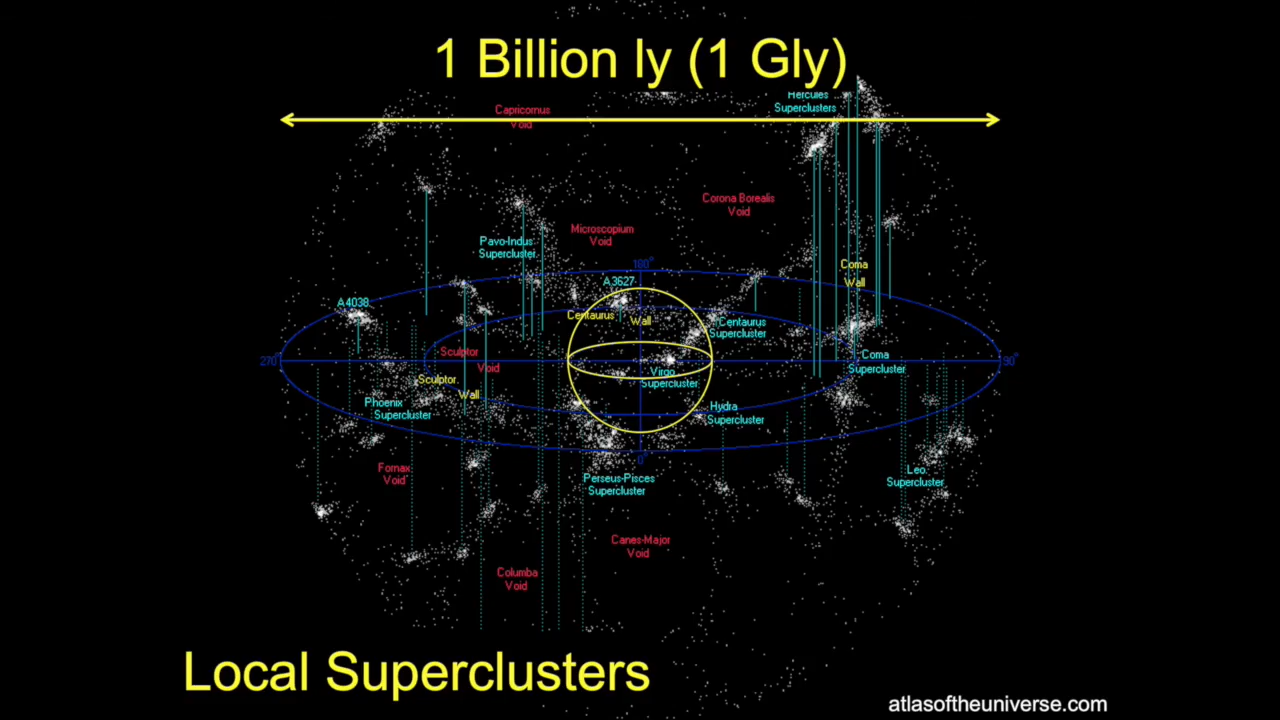 1 Billion ly (1 Gly)
Hercules
Superclusters
Capricornus
Void
Corona Borealis
Void
Microscopium
Void
Pavo-Indus
Supercluster
180°
Coma
Wall
A3627
A4038
Centaurus
Wall
Centaurus
Supercluster
270°
Sculptor
Void
Coma
Supercluster
90°
Virgo
Supercluster
Sculptor
Wall
Phoenix
Supercluster
Hydra
Supercluster
0°
Fornax
Void
Perseus-Pisces
Supercluster
Leo
Supercluster
Canes-Major
Void
Columba
Void
Local Superclusters
atlasoftheuniverse.com